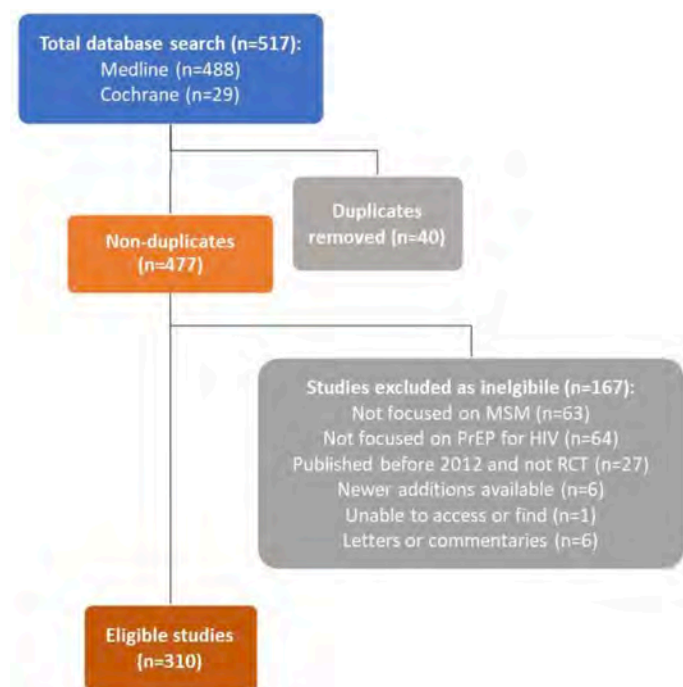 Total database search (n=517):
Medline (n=488)
Cochrane (n=29)
Duplicates
removed (n=40)
Non-duplicates
(n=477)
Studies excluded as inelgibile (n=167):
Not focused on MSM (n=63)
Not focused on PrEP for HIV (n=64)
Published before 2012 and not RCT (n=27)
Newer additions available (n=6)
Unable to access or find (n=1)
Letters or commentaries (n=6)
Eligible studies
(n=310)